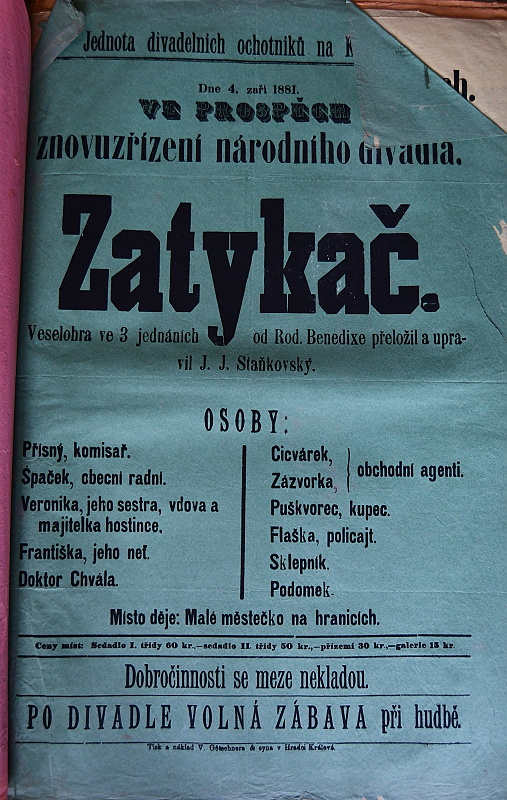 Jednota divadelních ochotníků na
Dne 4. září 1881.
VE PROSPĚCH
znovuzřízení národního divadla.
Zatykač.
Veselohra ve 3 jednáních od Rod. Benedixe přeložil a upra-
vil J. J. Staňkovský.
OSOBY:
Přísný, komisař.
Špaček, obecní radní.
Veronika, jeho sestra, vdova a
majitelka hostince.
Františka, jeho neť.
Doktor Chvála.
Cicvárek,
Zázvorka,
obchodní agenti.
Puškvorec, kupec.
Flaška, policajt.
Sklepník.
Podomek.
Místo děje: Malé městečko na hranicích.
Ceny míst: Sedadlo I. třídy 60 kr.,—sedadlo II. třídy 50 kr.,—přízemí 30 kr.,—galerie 15 kr.
Dobročinnosti se meze nekladou.
PO DIVADLE VOLNÁ ZÁBAVA při hudbě.
Tisk a náklad V. & syna v Hradci Králové.